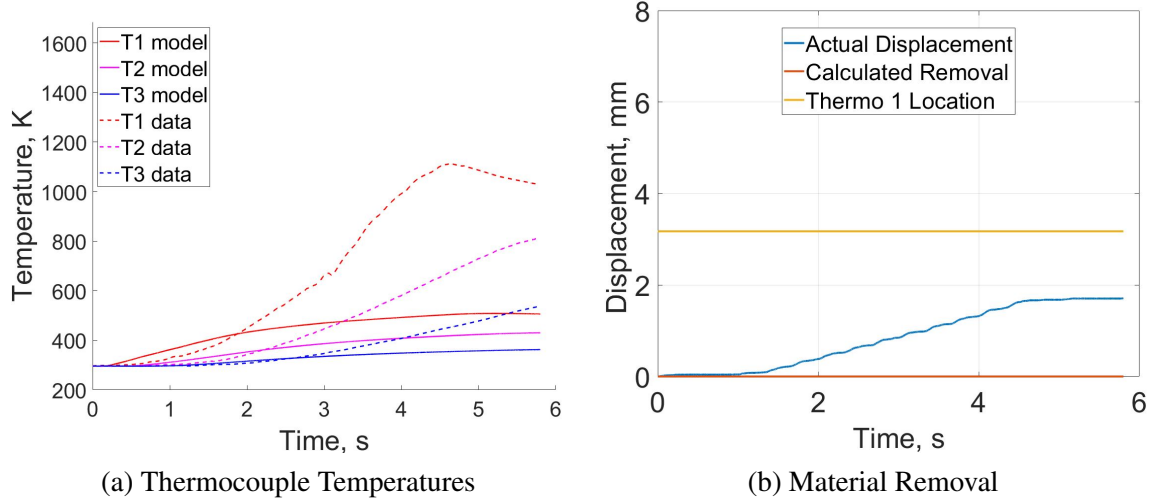 1600
1400
1200
1000
800
600
400
200
0
1
2
3
4
5
6
Temperature, K
Time, s
T1 model
T2 model
T3 model
T1 data
T2 data
T3 data
(a) Thermocouple Temperatures
8
6
4
2
0
0
2
4
6
Displacement, mm
Time, s
Actual Displacement
Calculated Removal
Thermo 1 Location
(b) Material Removal